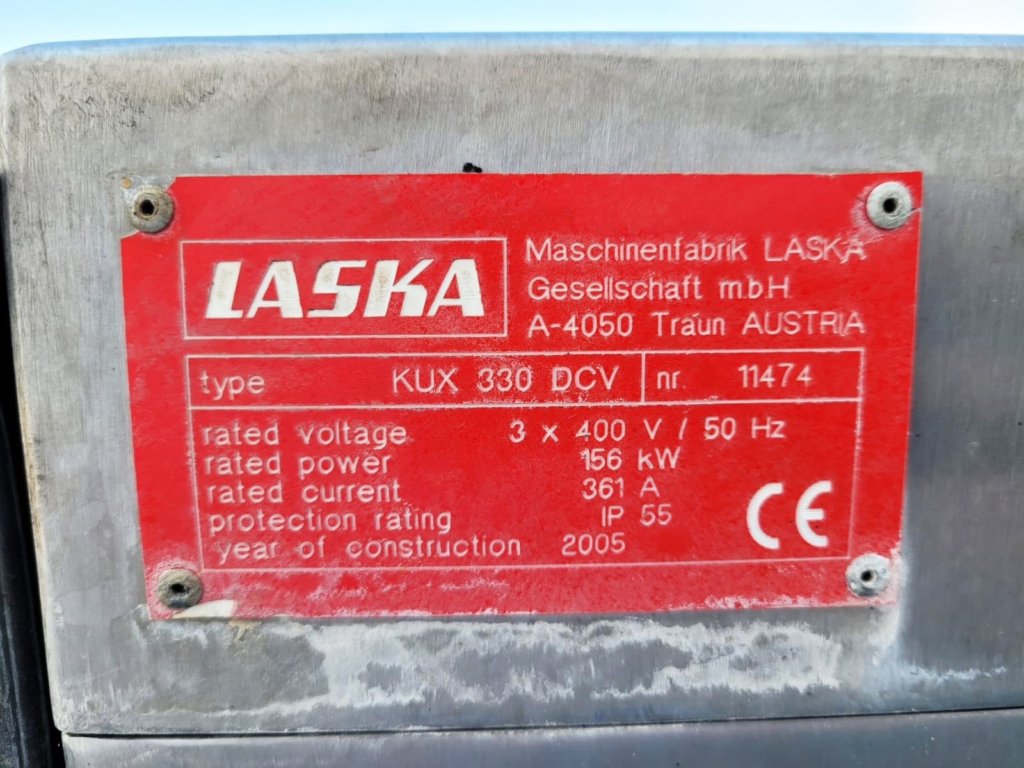 LASKA
Maschinenfabrik LASKA
Gesellschaft m.b.H
A-4050 Traun AUSTRIA
type KUX 330 DCV nr 11474
rated voltage 3 x 400 V / 50 Hz
rated power 156 kW
rated current 361 A
protection rating IP 55
year of construction 2005
CE